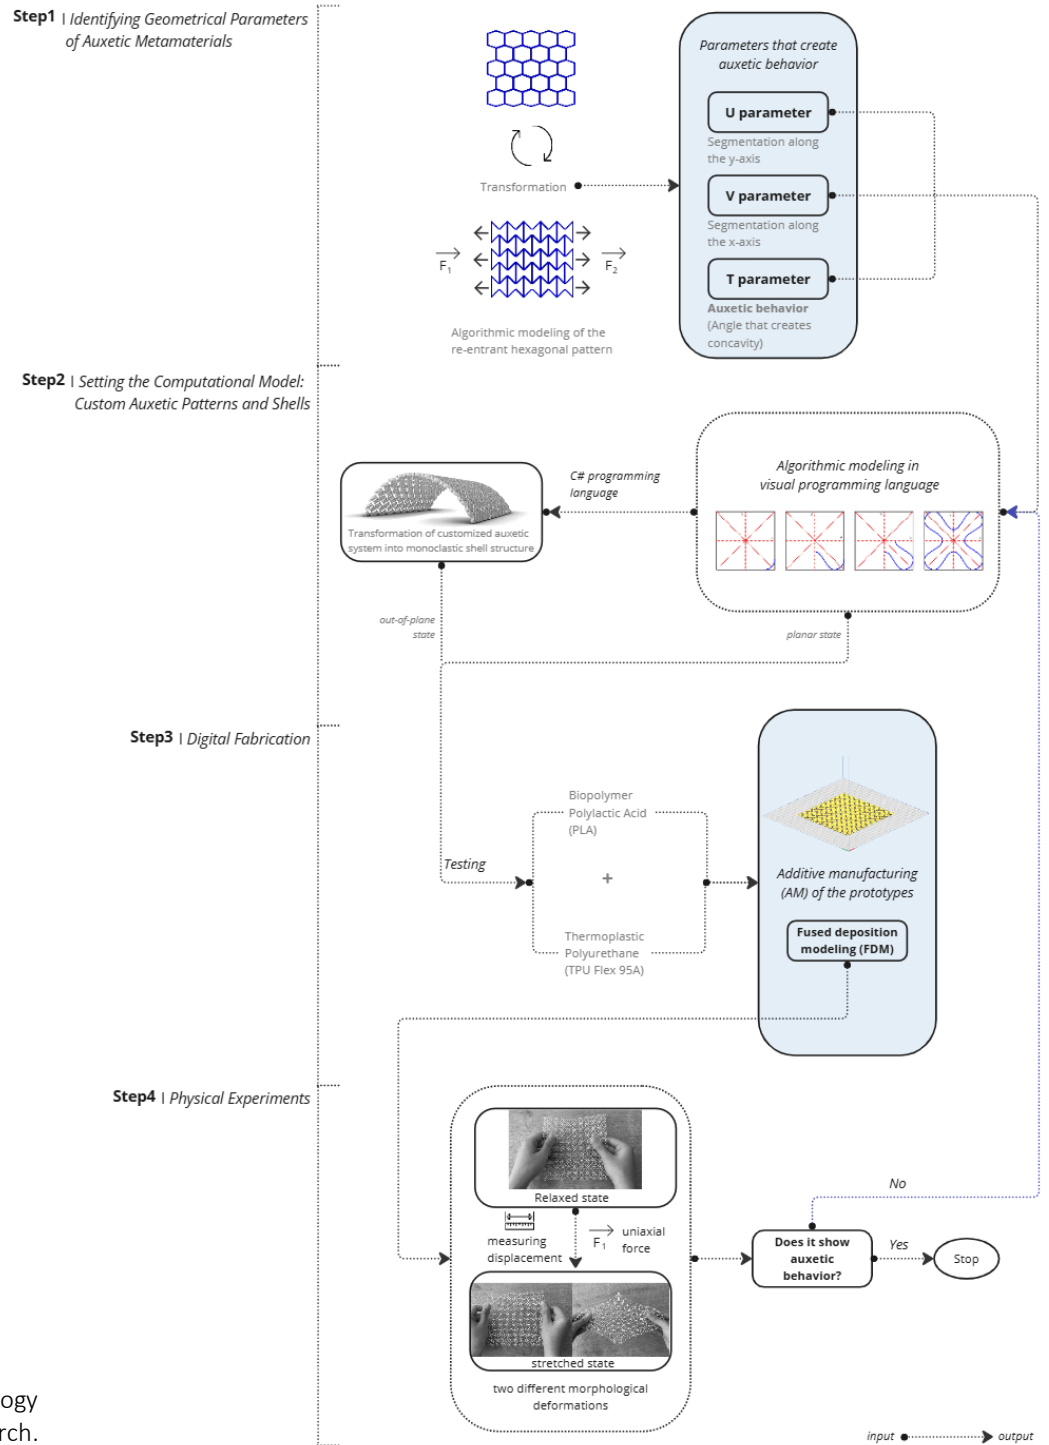 Step1 | Identifying Geometrical Parameters
of Auxetic Metamaterials
Parameters that create
auxetic behavior
U parameter
Segmentation along
the y-axis
Transformation
V parameter
Segmentation along
the x-axis
F1
F2
T parameter
Auxetic behavior
(Angle that creates
concavity)
Algorithmic modeling of the
re-entrant hexagonal pattern
Step2 | Setting the Computational Model:
Custom Auxetic Patterns and Shells
Algorithmic modeling in
visual programming language
C# programming
language
Transformation of customized auxetic
system into monoclastic shell structure
out-of-plane
state
planar state
Step3 | Digital Fabrication
Biopolymer
Polylactic Acid
(PLA)
Testing
+
Thermoplastic
Polyurethane
(TPU Flex 95A)
Additive manufacturing
(AM) of the prototypes
Fused deposition
modeling (FDM)
Step4 | Physical Experiments
Relaxed state
measuring
displacement
F1
uniaxial
force
stretched state
two different morphological
deformations
No
Does it show
auxetic
behavior?
Yes
Stop
ogy
rch.
input
output